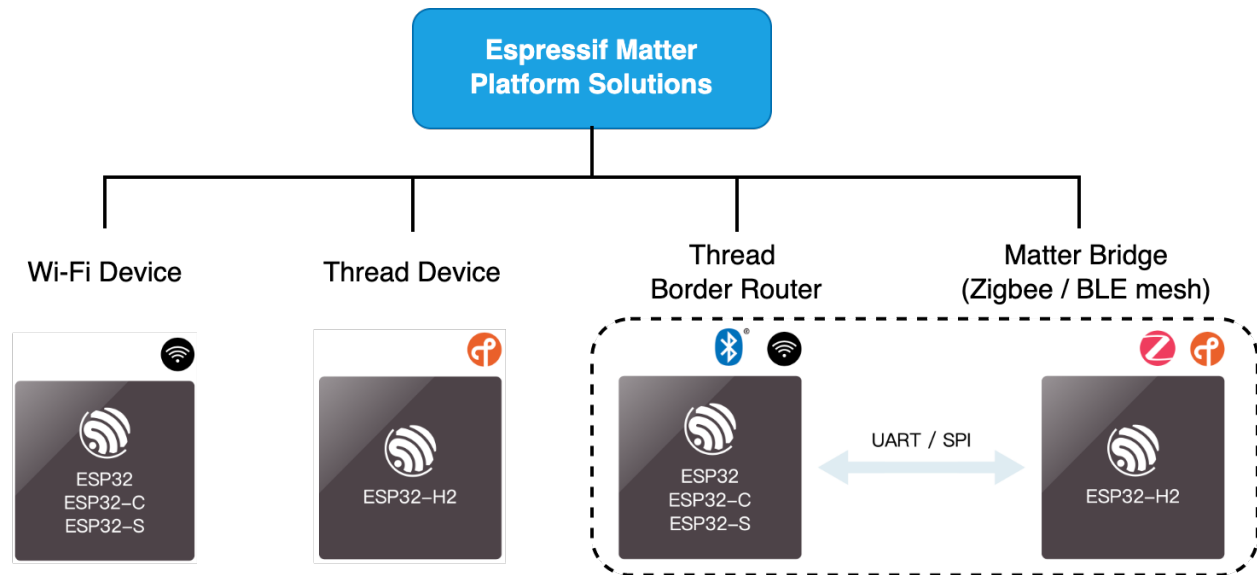 Espressif Matter
Platform Solutions
Wi-Fi Device
Thread Device
Thread
Border Router
Matter Bridge
(Zigbee / BLE mesh)
ESP32
ESP32-C
ESP32-S
ESP32-H2
®
ESP32
ESP32-C
ESP32-S
UART / SPI
ESP32-H2